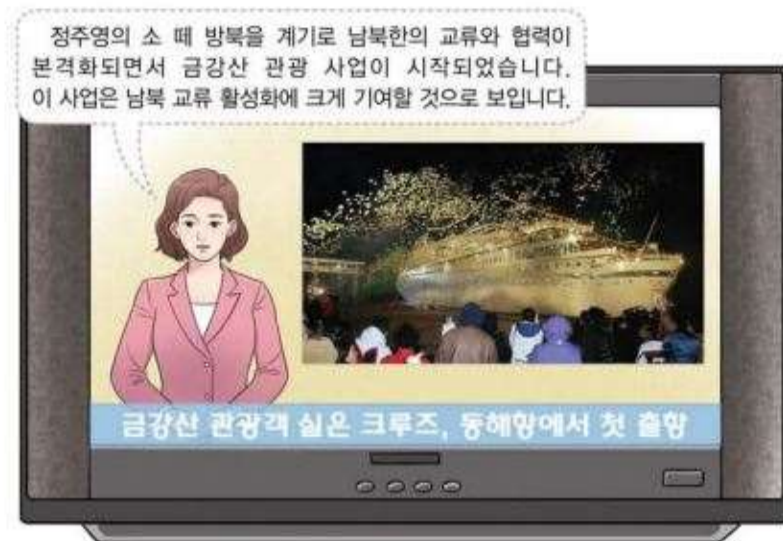 정주영의 소 떼 방북을 계기로 남북한의 교류와 협력이
본격화되면서 금강산 관광 사업이 시작되었습니다.
이 사업은 남북 교류 활성화에 크게 기여할 것으로 보입니다.
금강산 관광객 실은 크루즈, 동해항에서 첫 출항